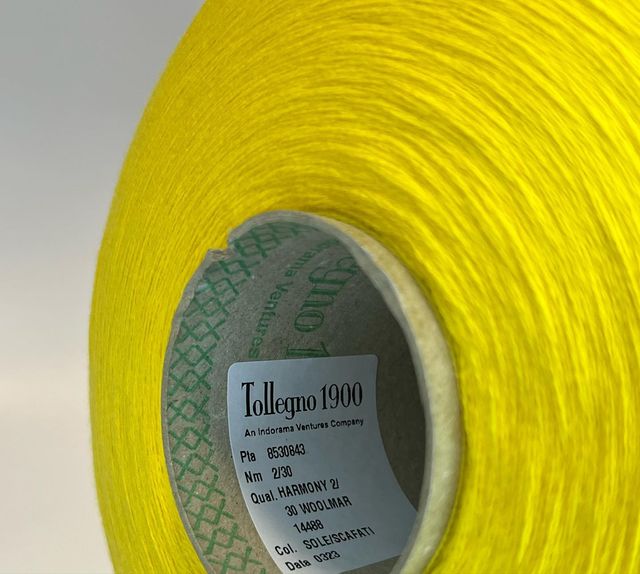 Tollegno 1900
An Indorama Ventures Company
Pta 8530843
Nm 2/30
Qual. HARMONY 2/
30 WOOLMAR
14488
Col. SOLE/SCAFATI
Data 0323
Ventures